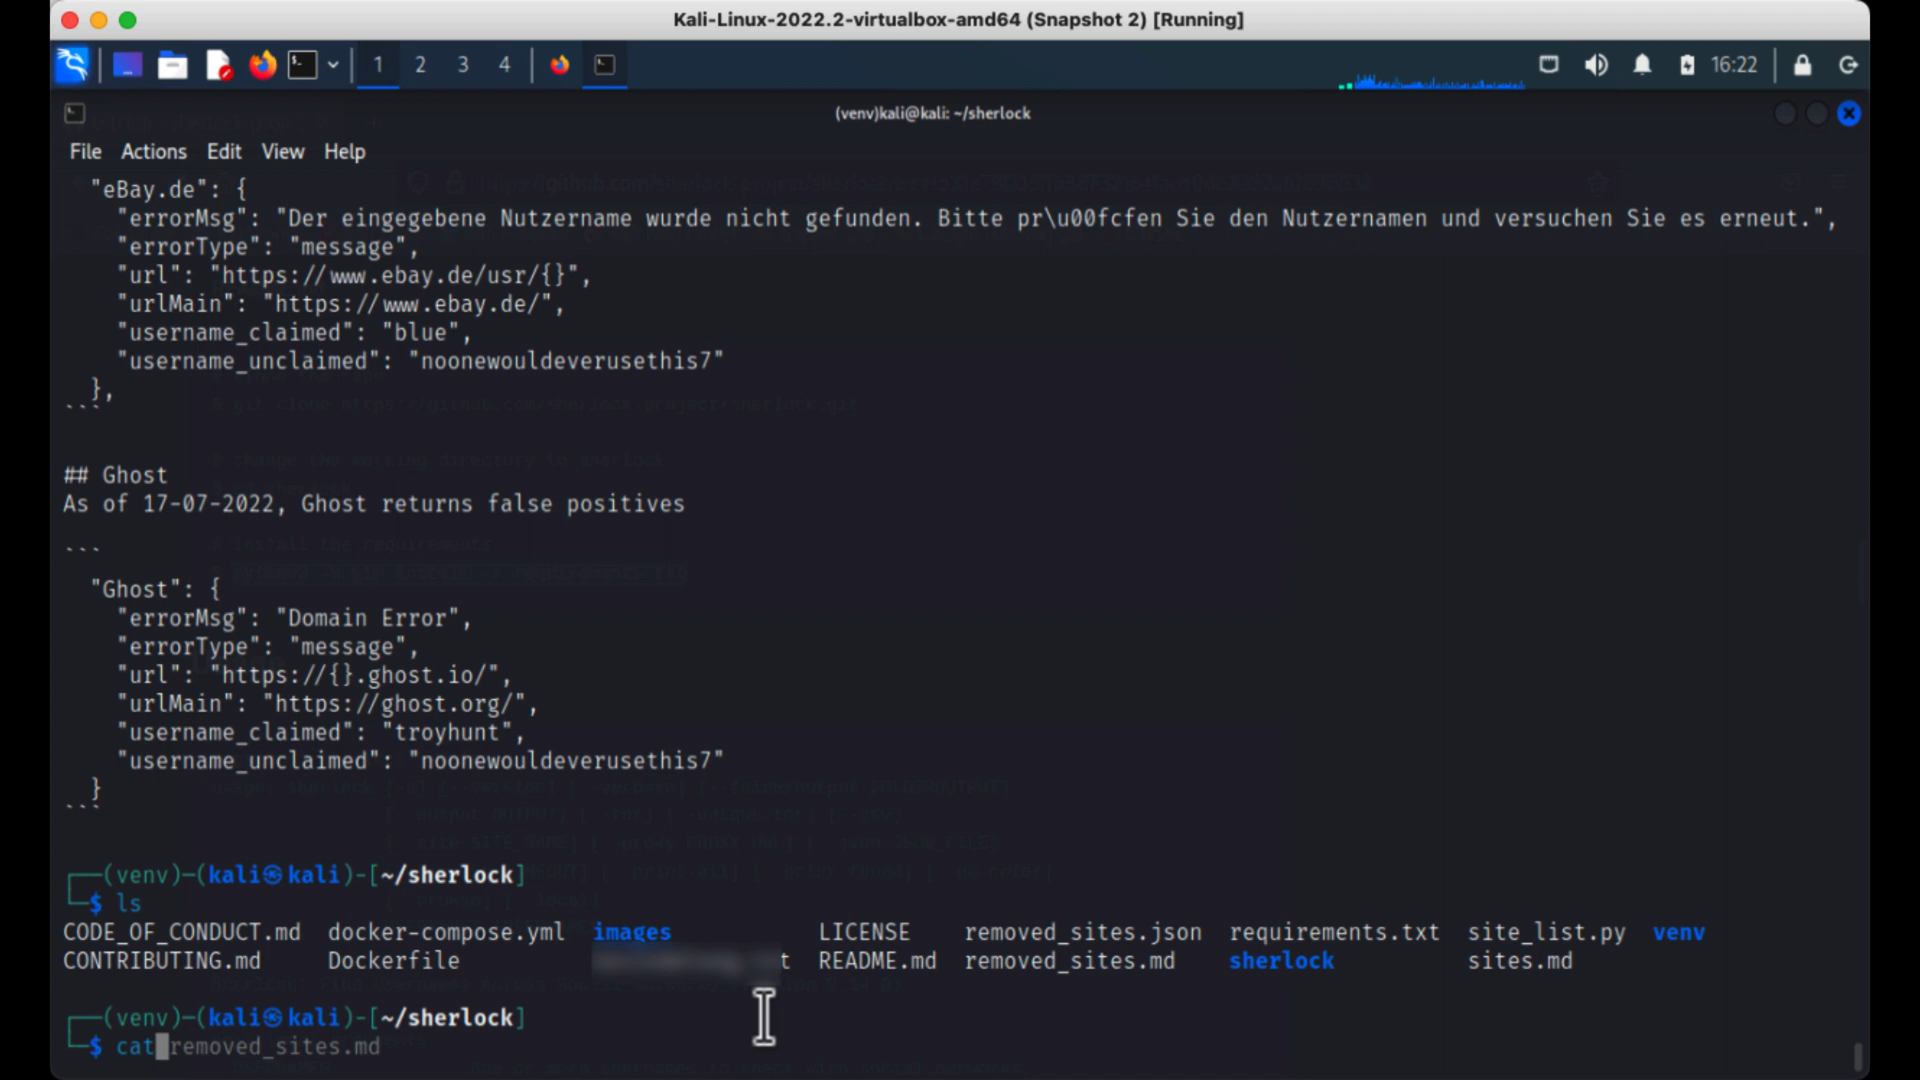 Kali-Linux-2022.2-virtualbox-amd64 (Snapshot 2) [Running]
1 2 3 4 16:22
(venv)kali@kali: ~/sherlock
File Actions Edit View Help
"eBay.de": {
"errorMsg": "Der eingegebene Nutzername wurde nicht gefunden. Bitte pr\u00fcfen Sie den Nutzernamen und versuchen Sie es erneut.",
"errorType": "message",
"url": "https://www.ebay.de/usr/{}",
"urlMain": "https://www.ebay.de/",
"username_claimed": "blue",
"username_unclaimed": "noonewouldeverusethis7"
},
```
## Ghost
As of 17-07-2022, Ghost returns false positives
```
"Ghost": {
"errorMsg": "Domain Error",
"errorType": "message",
"url": "https://{}.ghost.io/",
"urlMain": "https://ghost.org/",
"username_claimed": "troyhunt",
"username_unclaimed": "noonewouldeverusethis7"
}
```
┌──(venv)─(kali㉿kali)-[~/sherlock]
└─$ ls
CODE_OF_CONDUCT.md docker-compose.yml images LICENSE removed_sites.json requirements.txt site_list.py venv
CONTRIBUTING.md Dockerfile README.md removed_sites.md sherlock sites.md
┌──(venv)─(kali㉿kali)-[~/sherlock]
└─$ cat removed_sites.md